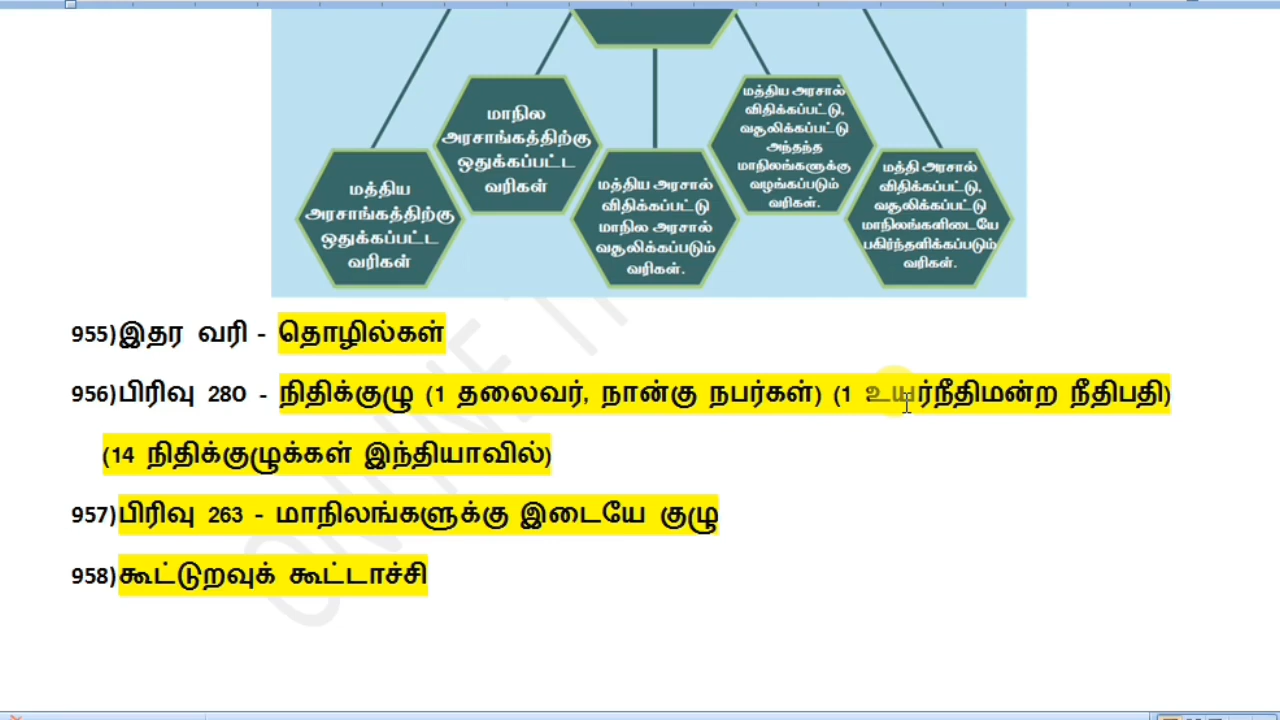 மாநில
அரசாங்கத்திற்கு
ஒதுக்கப்பட்ட
வரிகள்
மத்திய அரசால்
விதிக்கப்பட்டு,
வசூலிக்கப்பட்டு
அந்தந்த
மாநிலங்களுக்கு
வழங்கப்படும்
வரிகள்.
மத்திய
அரசாங்கத்திற்கு
ஒதுக்கப்பட்ட
வரிகள்
மத்திய அரசால்
விதிக்கப்பட்டு
மாநில அரசால்
வசூலிக்கப்படும்
வரிகள்.
மத்தி அரசால்
விதிக்கப்பட்டு,
வசூலிக்கப்பட்டு
மாநிலங்களிடையே
பகிர்ந்தளிக்கப்படும்
வரிகள்.
955)இதர வரி - தொழில்கள்
956)பிரிவு 280 - நிதிக்குழு (1 தலைவர், நான்கு நபர்கள்) (1 உயர்நீதிமன்ற நீதிபதி)
(14 நிதிக்குழுக்கள் இந்தியாவில்)
957)பிரிவு 263 - மாநிலங்களுக்கு இடையே குழு
958)கூட்டுறவுக் கூட்டாச்சி